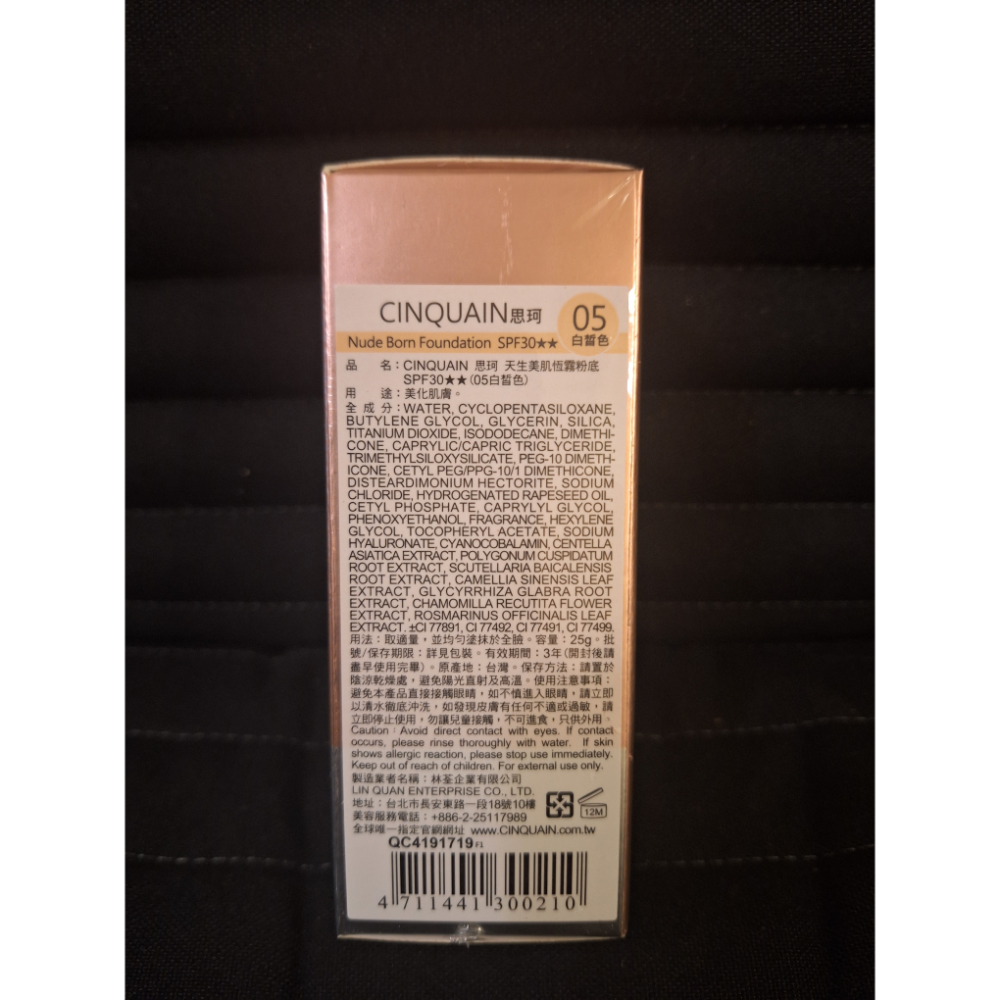 CINQUAIN思珂
05
白皙色
Nude Born Foundation SPF30★★
品 名：CINQUAIN 思珂 天生美肌恆霧粉底
SPF30★★(05白皙色)
用 途：美化肌膚。
全 成 分：WATER, CYCLOPENTASILOXANE,
BUTYLENE GLYCOL, GLYCERIN, SILICA,
TITANIUM DIOXIDE, ISODODECANE, DIMETHI-
CONE, CAPRYLIC/CAPRIC TRIGLYCERIDE,
TRIMETHYLSILOXYSILICATE, PEG-10 DIMETH-
ICONE, CETYL PEG/PPG-10/1 DIMETHICONE,
DISTEARDIMONIUM HECTORITE, SODIUM
CHLORIDE, HYDROGENATED RAPESEED OIL,
CETYL PHOSPHATE, CAPRYLYL GLYCOL,
PHENOXYETHANOL, FRAGRANCE, HEXYLENE
GLYCOL, TOCOPHERYL ACETATE, SODIUM
HYALURONATE, CYANOCOBALAMIN, CENTELLA
ASIATICA EXTRACT, POLYGONUM CUSPIDATUM
ROOT EXTRACT, SCUTELLARIA BAICALENSIS
ROOT EXTRACT, CAMELLIA SINENSIS LEAF
EXTRACT, GLYCYRRHIZA GLABRA ROOT
EXTRACT, CHAMOMILLA RECUTITA FLOWER
EXTRACT, ROSMARINUS OFFICINALIS LEAF
EXTRACT. ±CI 77891, CI 77492, CI 77491, CI 77499.
用法：取適量，並均勻塗抹於全臉。容量：25g。批
號/保存期限：詳見包裝。有效期間：3年(開封後請
盡早使用完畢)。原產地：台灣。保存方法：請置於
陰涼乾燥處，避免陽光直射及高溫。使用注意事項：
避免本產品直接接觸眼睛，如不慎進入眼睛，請立即
以清水徹底沖洗，如發現皮膚有任何不適或過敏，請
立即停止使用，勿讓兒童接觸，不可進食，只供外用。
Caution : Avoid direct contact with eyes. If contact
occurs, please rinse thoroughly with water. If skin
shows allergic reaction, please stop use immediately.
Keep out of reach of children. For external use only.
製造業者名稱：林荃企業有限公司
LIN QUAN ENTERPRISE CO., LTD.
地址：台北市長安東路一段18號10樓
美容服務電話：+886-2-25117989
全球唯一指定官網網址 www.CINQUAIN.com.tw
12M
QC4191719 F1
4 711441 300210